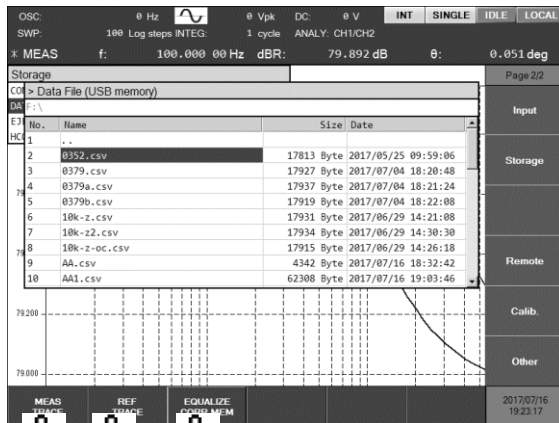 OSC: 0 Hz 0 Vpk DC: 0 V INT SINGLE IDLE LOCAL
SWP: 100 Log steps INTEG: 1 cycle ANALY: CH1/CH2
* MEAS f: 100.000 00 Hz dBR: 79.892 dB θ: 0.051 deg
Storage Page 2/2
> Data File (USB memory)
F:\
No. Name Size Date
1 ..
2 0352.csv 17813 Byte 2017/05/25 09:59:06
3 0379.csv 17927 Byte 2017/07/04 18:20:48
4 0379a.csv 17937 Byte 2017/07/04 18:21:24
5 0379b.csv 17919 Byte 2017/07/04 18:22:08
6 10k-z.csv 17931 Byte 2017/06/29 14:21:08
7 10k-z2.csv 17934 Byte 2017/06/29 14:30:30
8 10k-z-oc.csv 17915 Byte 2017/06/29 14:26:18
9 AA.csv 4342 Byte 2017/07/16 18:32:42
10 AA1.csv 62308 Byte 2017/07/16 19:03:46
79.200
79.000
Input
Storage
Remote
Calib.
Other
MEAS TRACE
REF TRACE
EQUALIZE CORR MEM
2017/07/16
19:23:17